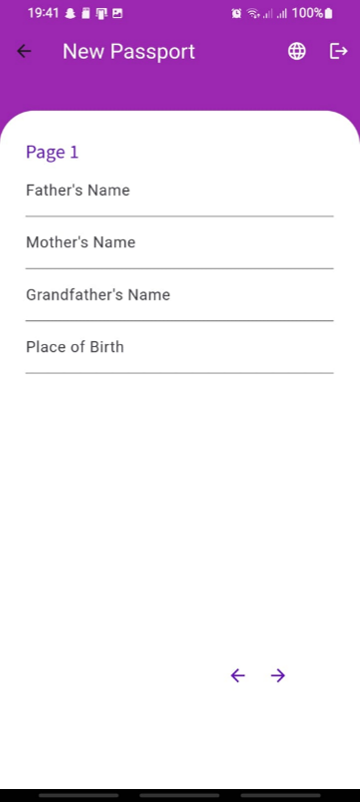 19:41 100%
New Passport
Page 1
Father's Name
Mother's Name
Grandfather's Name
Place of Birth